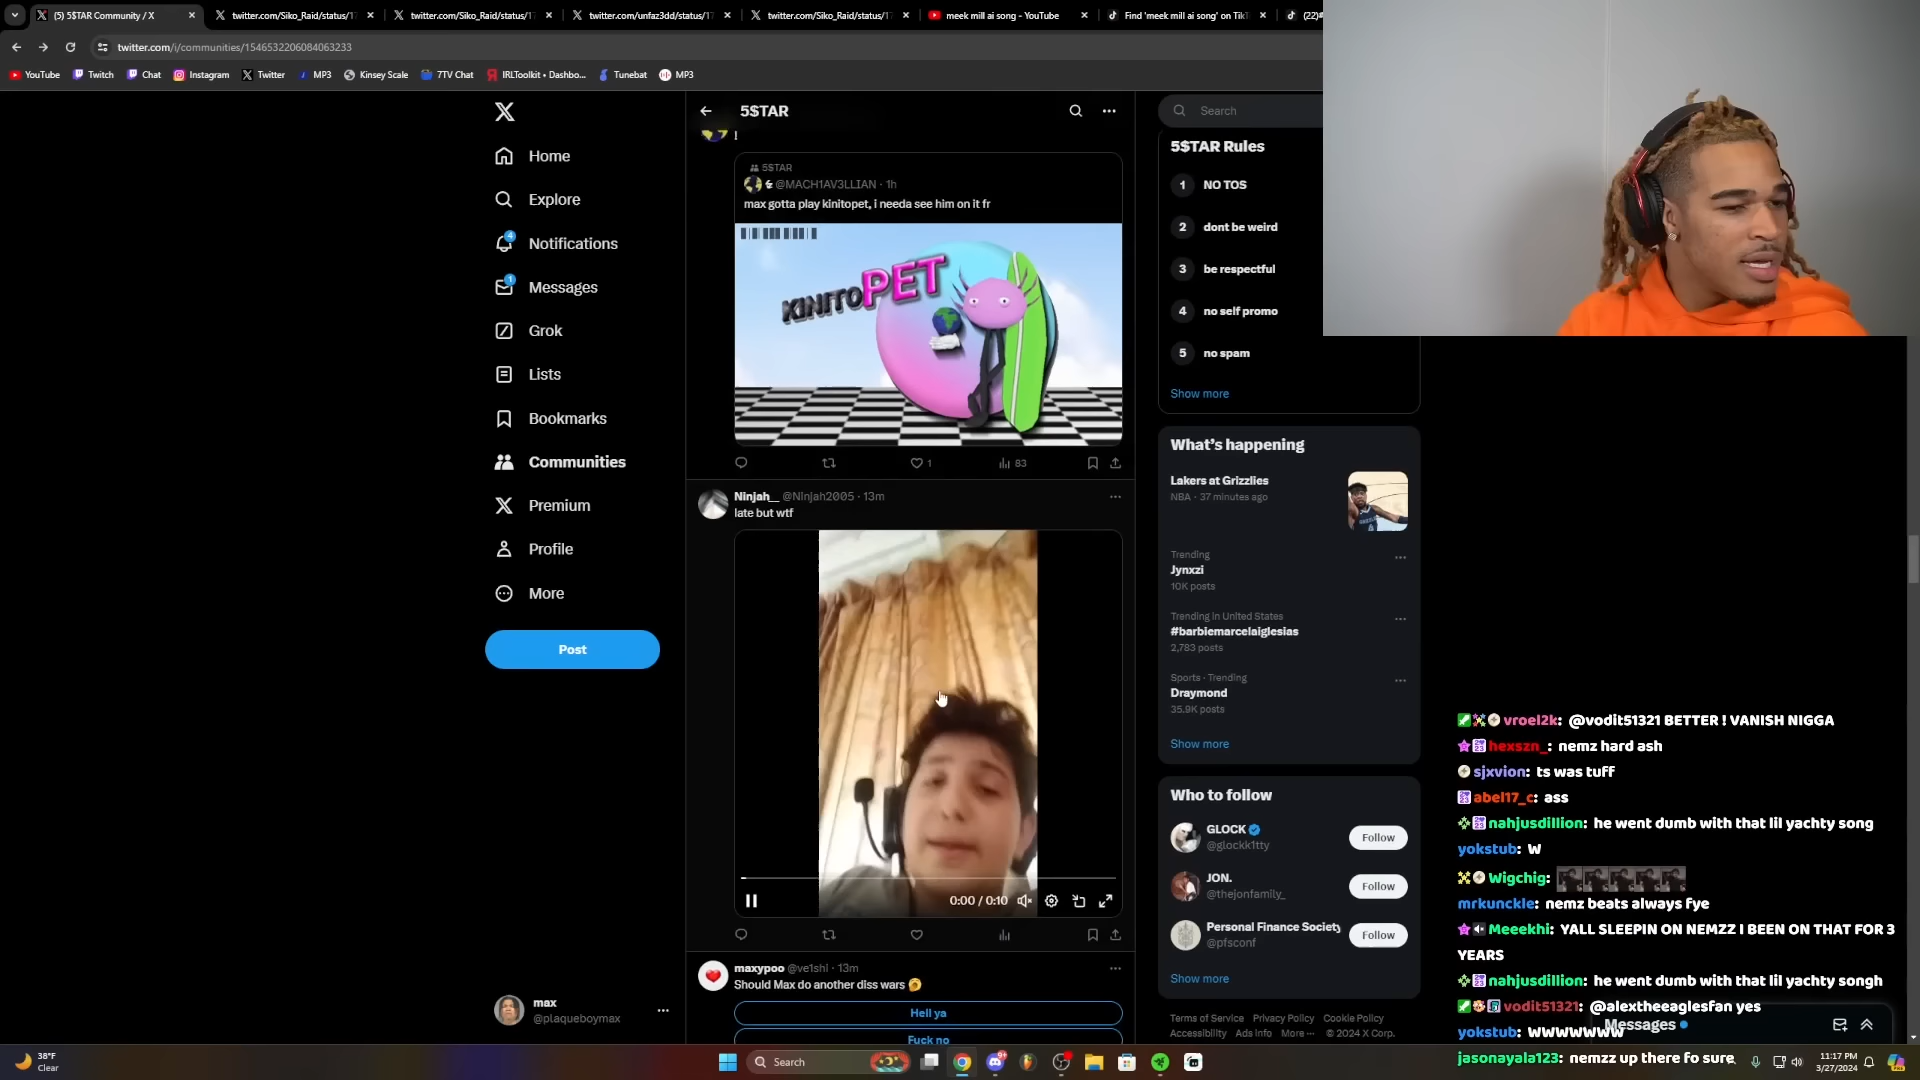 (5) 5$TAR Community / X
twitter.com/Siko_Raid/status/1
twitter.com/Siko_Raid/status/1
twitter.com/unfaz3dd/status/1
twitter.com/Siko_Raid/status/1
meek mill ai song - YouTube
Find 'meek mill ai song' on TikT
twitter.com/i/communities/1546532206084063233
YouTube
Twitch
Chat
Instagram
Twitter
MP3
Kinsey Scale
7TV Chat
IRLToolkit • Dashbo...
Tunebat
MP3
Home
Explore
4
Notifications
1
Messages
Grok
Lists
Bookmarks
Communities
Premium
Profile
More
Post
max
@plaqueboymax
5$TAR
!
5$TAR
@MACH1AV3LLIAN · 1h
max gotta play kinitopet, i needa see him on it fr
KINITOPET
1
83
Ninjah__ @Ninjah2005 · 13m
late but wtf
0:00 / 0:10
maxypoo @ve1shi · 13m
Should Max do another diss wars
Hell ya
Fuck no
Search
5$TAR Rules
1 NO TOS
2 dont be weird
3 be respectful
4 no self promo
5 no spam
Show more
What's happening
Lakers at Grizzlies
NBA · 37 minutes ago
Trending
Jynxzi
10K posts
Trending in United States
#barbiemarcelaiglesias
2,783 posts
Sports · Trending
Draymond
35.9K posts
Show more
Who to follow
GLOCK
@glockk1tty
Follow
JON.
@thejonfamily_
Follow
Personal Finance Society
@pfsconf
Follow
Show more
Terms of Service Privacy Policy Cookie Policy
Accessibility Ads info More ··· © 2024 X Corp.
vroel2k: @vodit51321 BETTER ! VANISH NIGGA
hexszn_: nemz hard ash
sjxvion: ts was tuff
abel17_c: ass
nahjusdillion: he went dumb with that lil yachty song
yokstub: W
Wigchig:
mrkunckle: nemz beats always fye
Meeekhi: YALL SLEEPIN ON NEMZZ I BEEN ON THAT FOR 3
YEARS
nahjusdillion: he went dumb with that lil yachty songh
vodit51321: @alextheeaglesfan yes
Messages
yokstub: WWWWWWW
jasonayala123: nemzz up there fo sure
38°F
Clear
Search
11:17 PM
3/27/2024